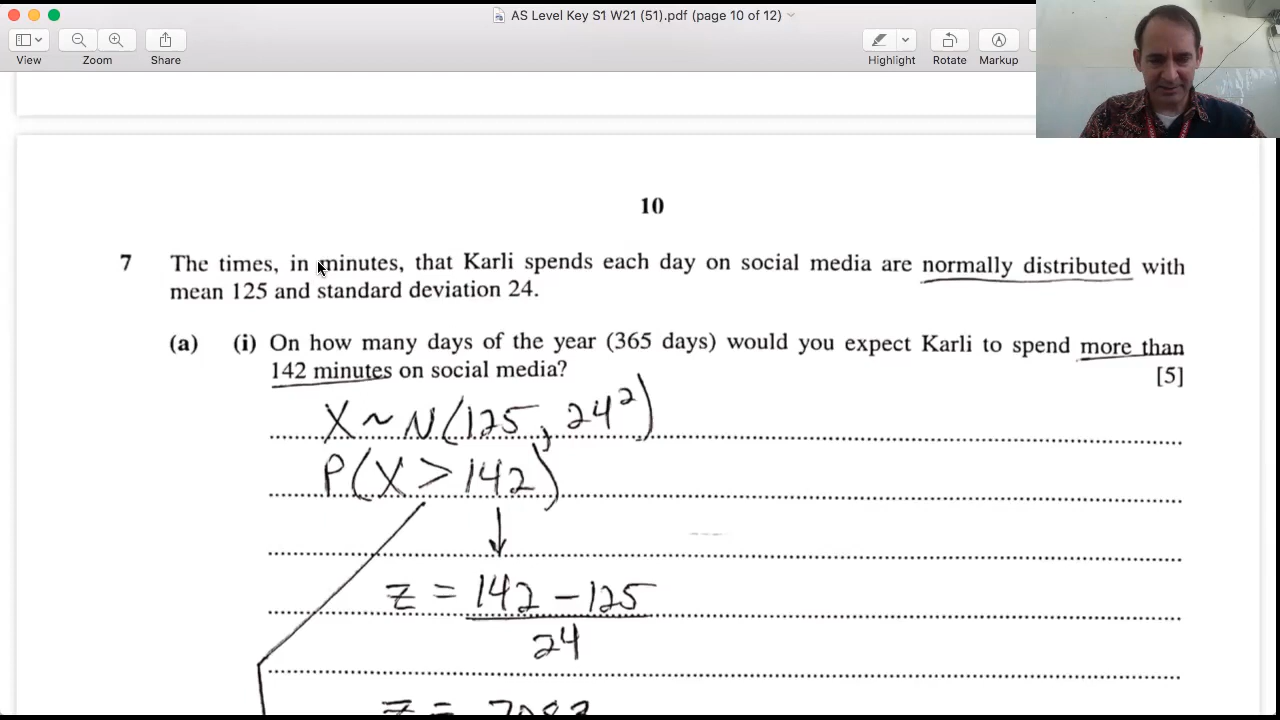 AS Level Key S1 W21 (51).pdf (page 10 of 12)
View Zoom Share Highlight Rotate Markup
10
7 The times, in minutes, that Karli spends each day on social media are normally distributed with
mean 125 and standard deviation 24.
(a) (i) On how many days of the year (365 days) would you expect Karli to spend more than
142 minutes on social media? [5]
X ~ N(125, 24²)
P(X > 142)
z = 142 - 125
24
z =